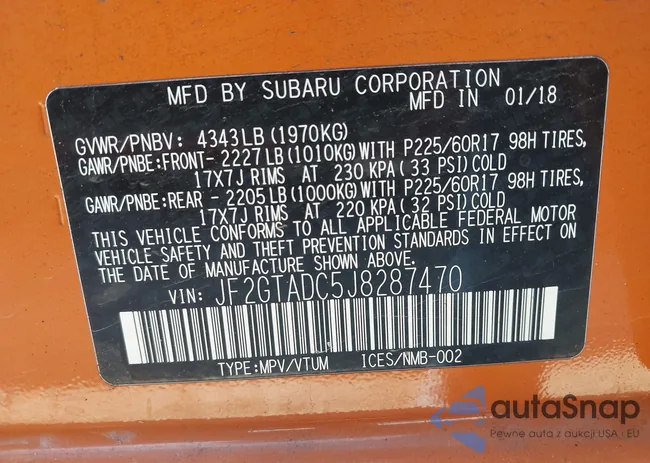 MFD BY SUBARU CORPORATION
MFD IN 01/18
GVWR/PNBV: 4343LB (1970KG)
GAWR/PNBE:FRONT- 2227LB (1010KG) WITH P225/60R17 98H TIRES,
17X7J RIMS AT 230 KPA (33 PSI) COLD
GAWR/PNBE:REAR - 2205LB (1000KG) WITH P225/60R17 98H TIRES,
17X7J RIMS AT 220 KPA (32 PSI) COLD
THIS VEHICLE CONFORMS TO ALL APPLICABLE FEDERAL MOTOR
VEHICLE SAFETY AND THEFT PREVENTION STANDARDS IN EFFECT ON
THE DATE OF MANUFACTURE SHOWN ABOVE.
VIN: JF2GTADC5J8287470
TYPE:MPV/VTUM ICES/NMB-002
autaSnap
Pewne auta z aukcji USA i EU